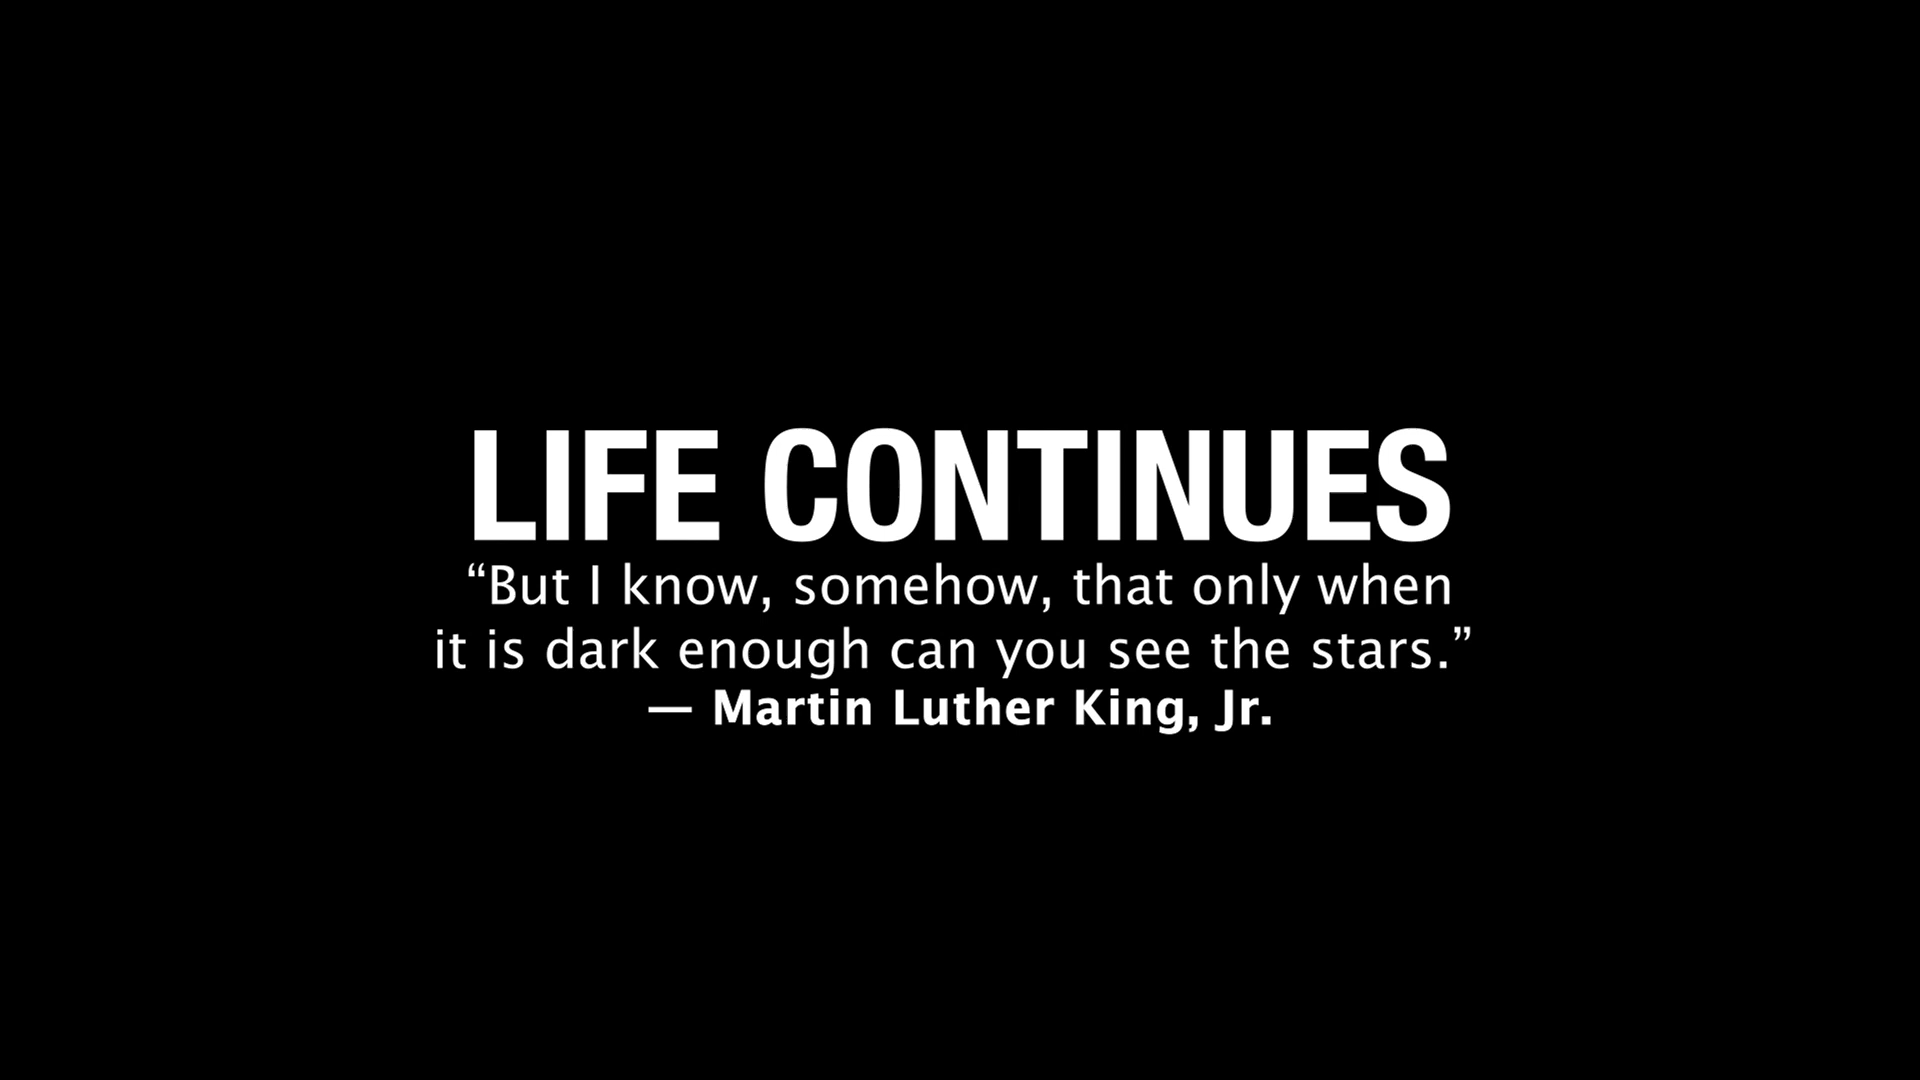 LIFE CONTINUES
“But I know, somehow, that only when
it is dark enough can you see the stars.”
— Martin Luther King, Jr.